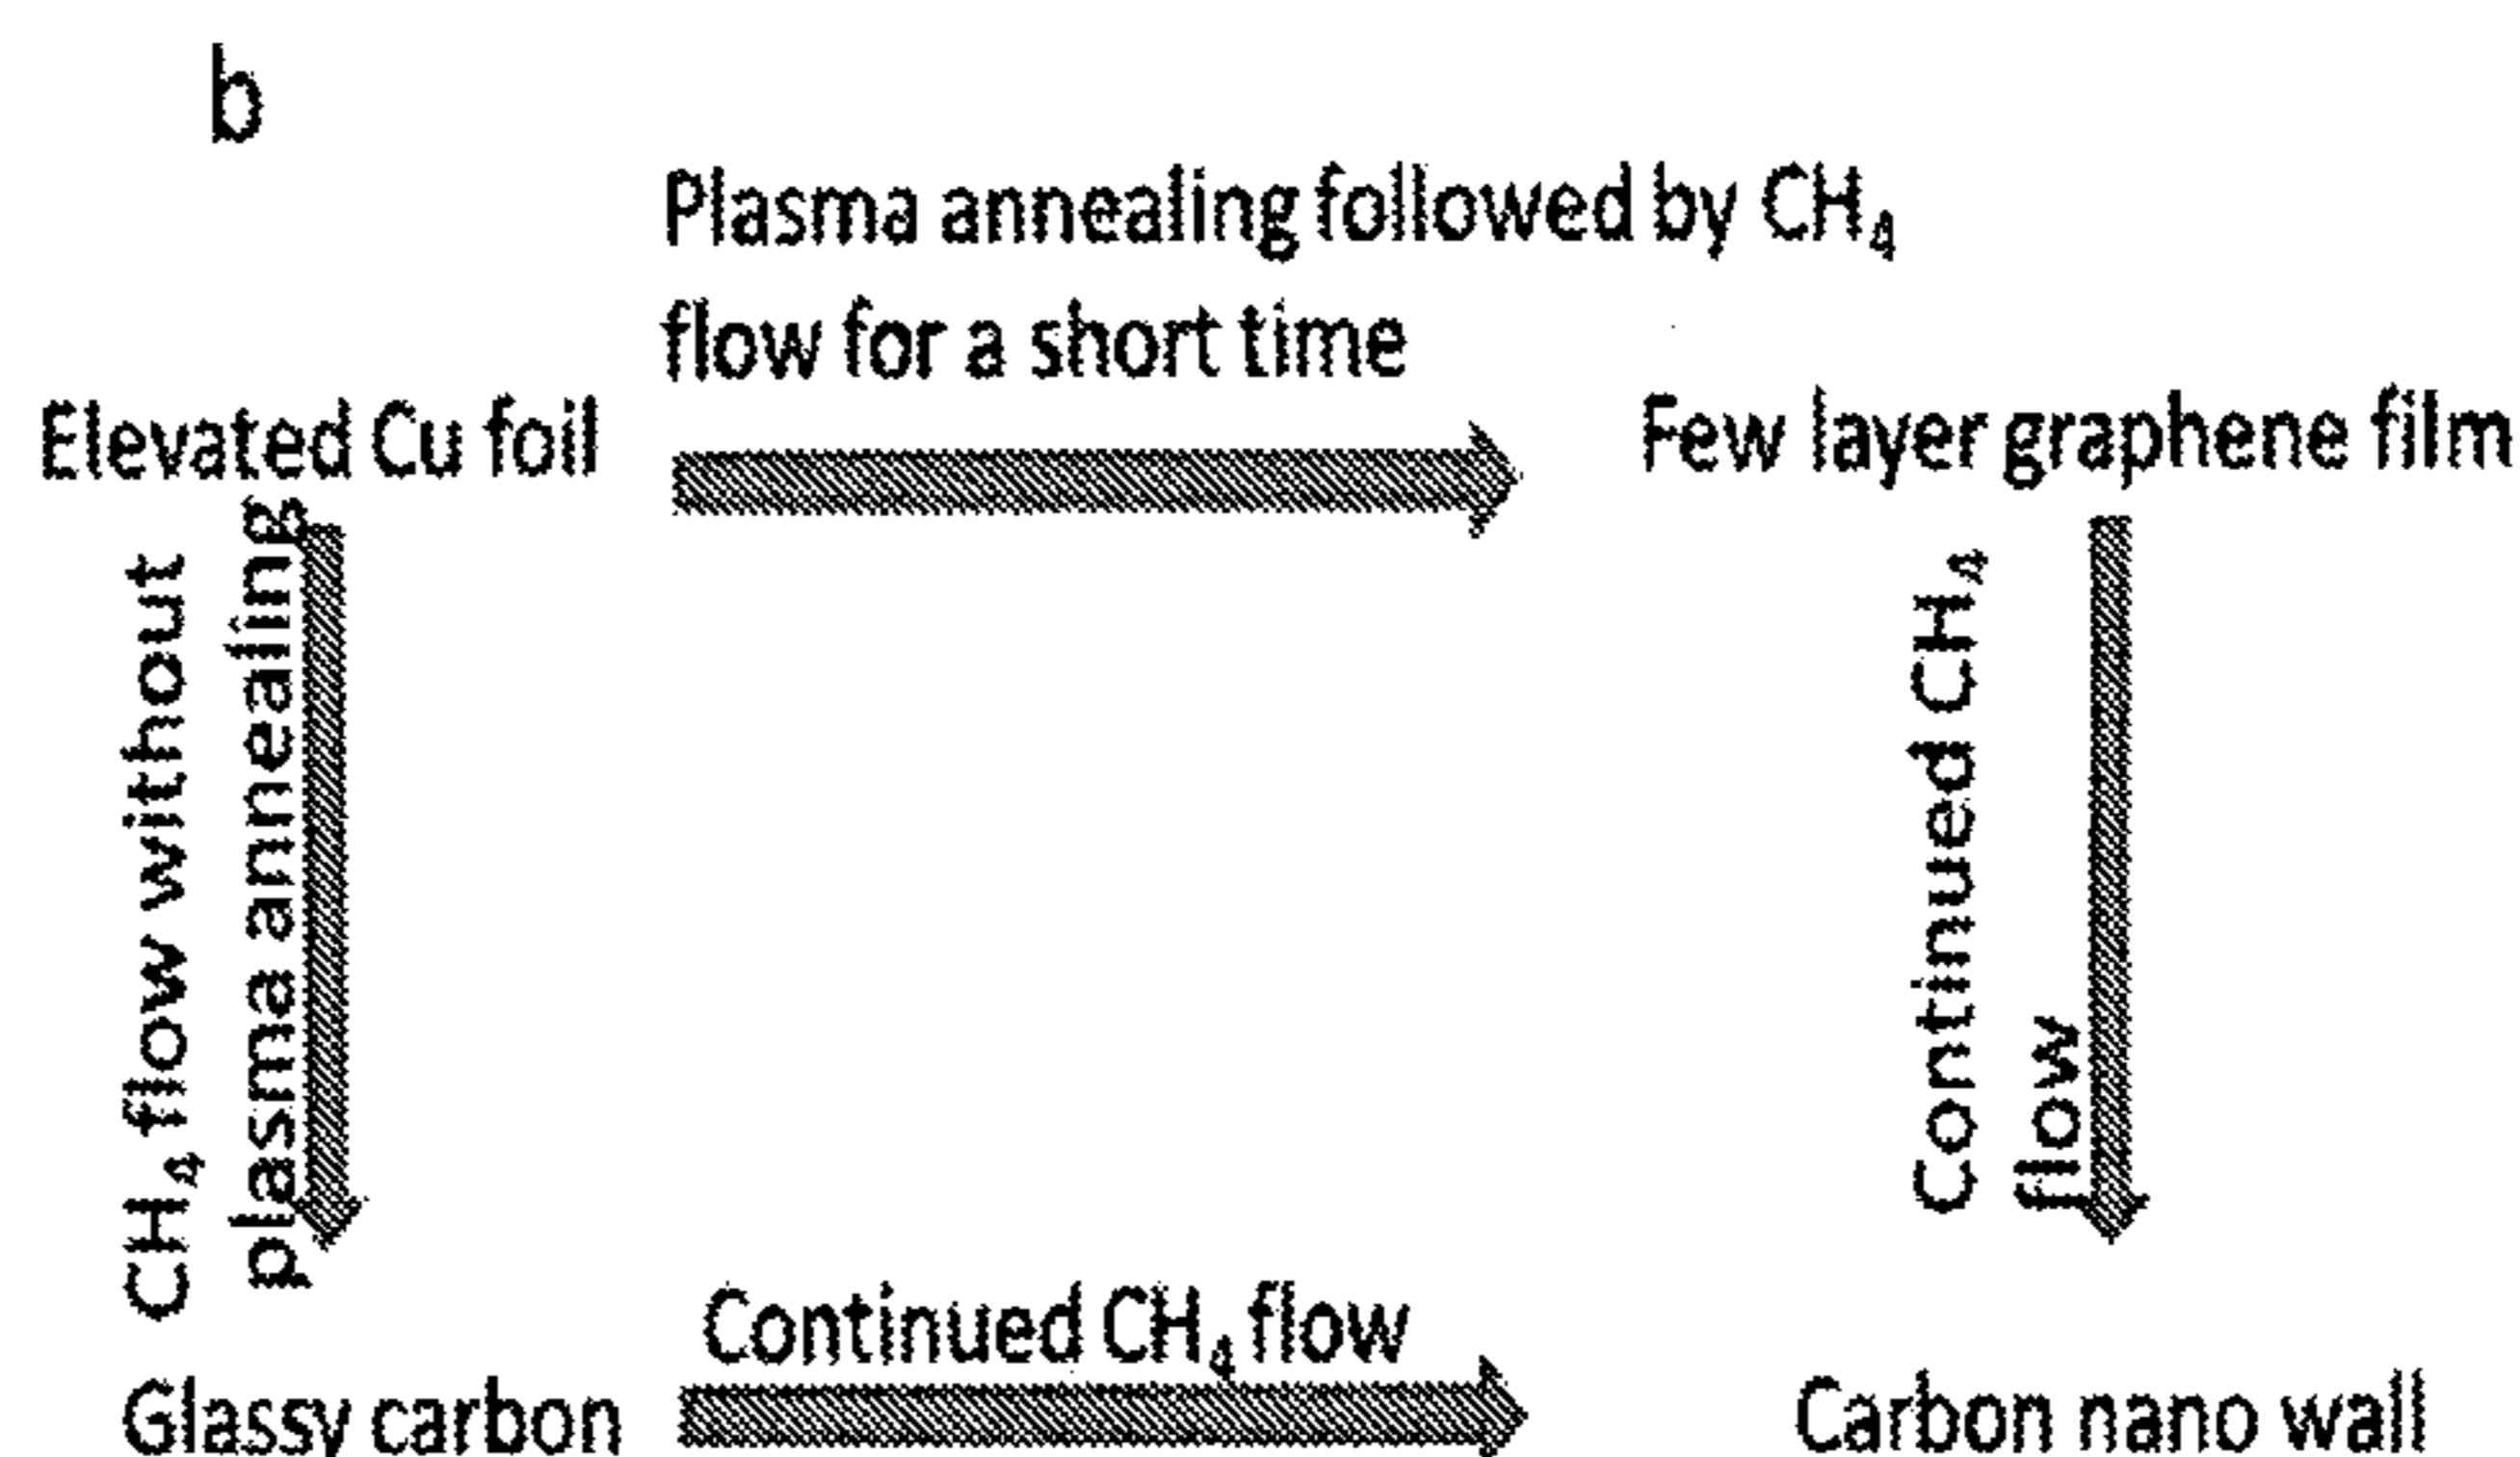 b
Plasma annealing followed by CH₄
flow for a short time
Elevated Cu foil
Few layer graphene film
CH₄ flow without
plasma annealing
Continued CH₄
flow
Continued CH₄ flow
Glassy carbon
Carbon nano wall